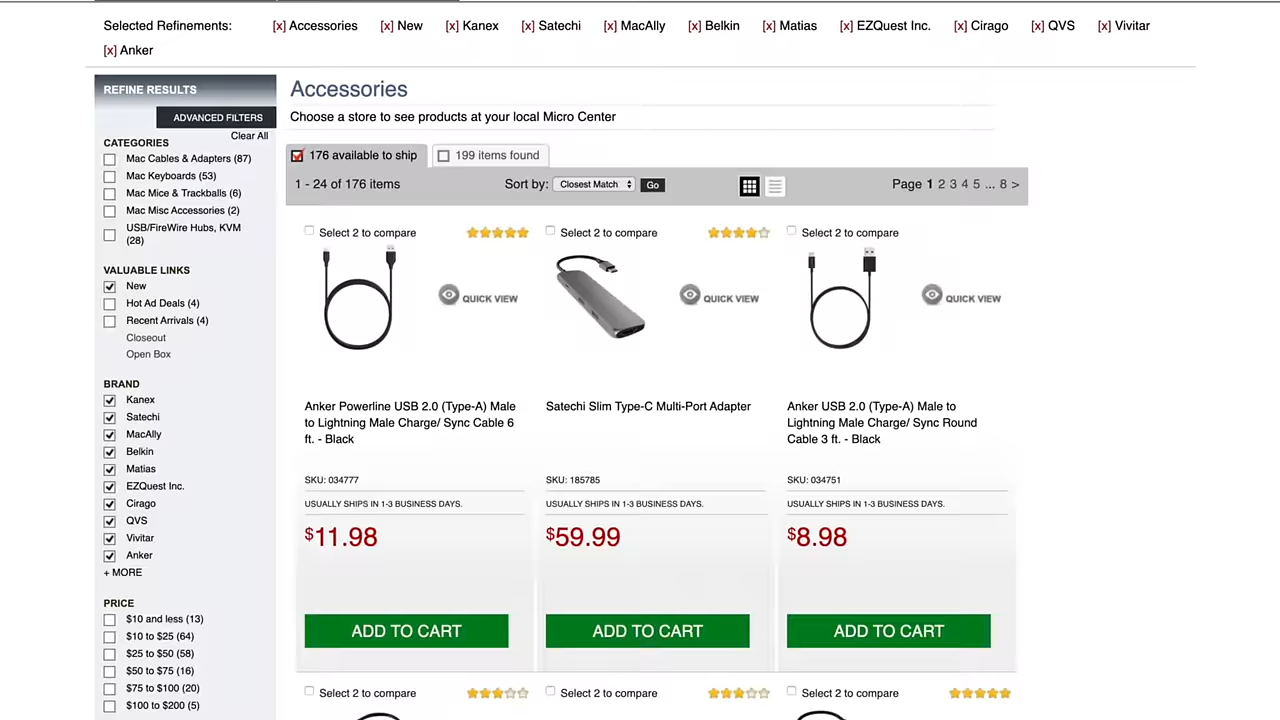 Selected Refinements: [x] Accessories [x] New [x] Kanex [x] Satechi [x] MacAlly [x] Belkin [x] Matias [x] EZQuest Inc. [x] Cirago [x] QVS [x] Vivitar
[x] Anker
REFINE RESULTS
ADVANCED FILTERS
Clear All
CATEGORIES
Mac Cables & Adapters (87)
Mac Keyboards (53)
Mac Mice & Trackballs (6)
Mac Misc Accessories (2)
USB/FireWire Hubs, KVM
(28)
VALUABLE LINKS
New
Hot Ad Deals (4)
Recent Arrivals (4)
Closeout
Open Box
BRAND
Kanex
Satechi
MacAlly
Belkin
Matias
EZQuest Inc.
Cirago
QVS
Vivitar
Anker
+ MORE
PRICE
$10 and less (13)
$10 to $25 (64)
$25 to $50 (58)
$50 to $75 (16)
$75 to $100 (20)
$100 to $200 (5)
Accessories
Choose a store to see products at your local Micro Center
176 available to ship 199 items found
1 - 24 of 176 items Sort by: Closest Match Go Page 1 2 3 4 5 ... 8 >
Select 2 to compare
QUICK VIEW
Anker Powerline USB 2.0 (Type-A) Male
to Lightning Male Charge/ Sync Cable 6
ft. - Black
SKU: 034777
USUALLY SHIPS IN 1-3 BUSINESS DAYS.
$11.98
ADD TO CART
Select 2 to compare
QUICK VIEW
Satechi Slim Type-C Multi-Port Adapter
SKU: 185785
USUALLY SHIPS IN 1-3 BUSINESS DAYS.
$59.99
ADD TO CART
Select 2 to compare
QUICK VIEW
Anker USB 2.0 (Type-A) Male to
Lightning Male Charge/ Sync Round
Cable 3 ft. - Black
SKU: 034751
USUALLY SHIPS IN 1-3 BUSINESS DAYS.
$8.98
ADD TO CART
Select 2 to compare
Select 2 to compare
Select 2 to compare